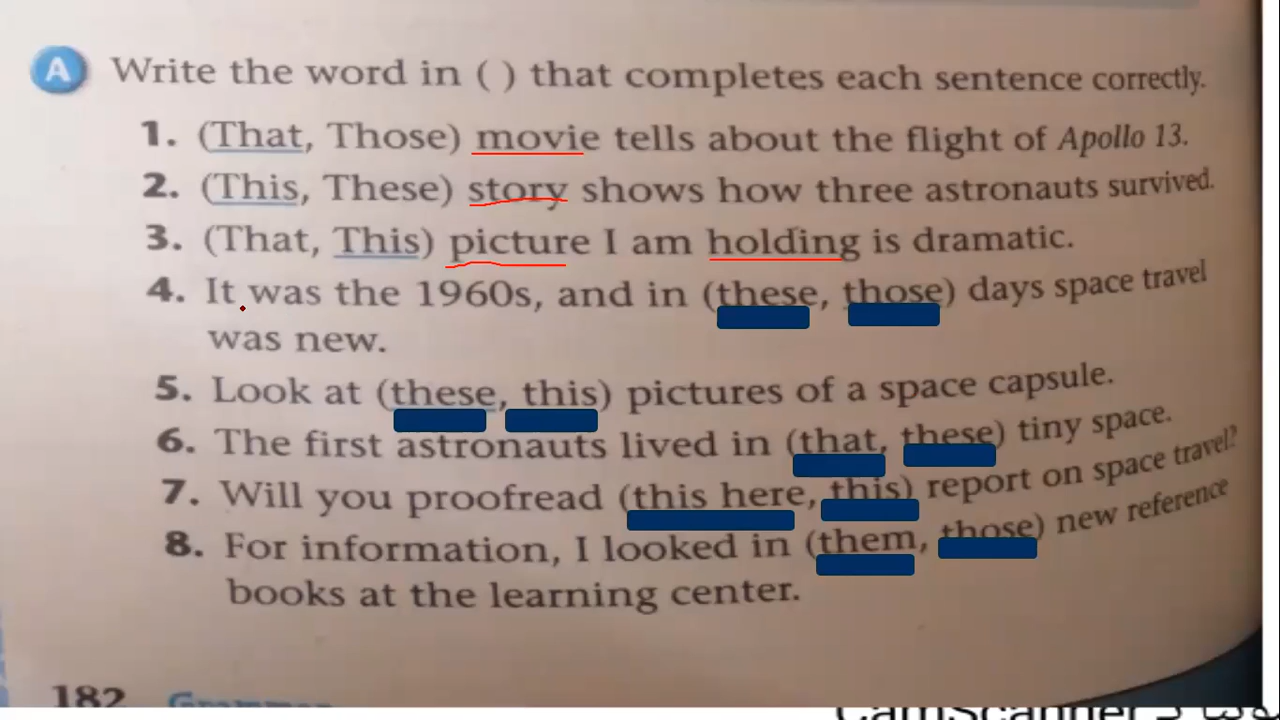 A Write the word in ( ) that completes each sentence correctly.
1. (That, Those) movie tells about the flight of Apollo 13.
2. (This, These) story shows how three astronauts survived.
3. (That, This) picture I am holding is dramatic.
4. It was the 1960s, and in (these, those) days space travel
was new.
5. Look at (these, this) pictures of a space capsule.
6. The first astronauts lived in (that, these) tiny space.
7. Will you proofread (this here, this) report on space travel?
8. For information, I looked in (them, those) new reference
books at the learning center.
182 Grammar
CamScanner